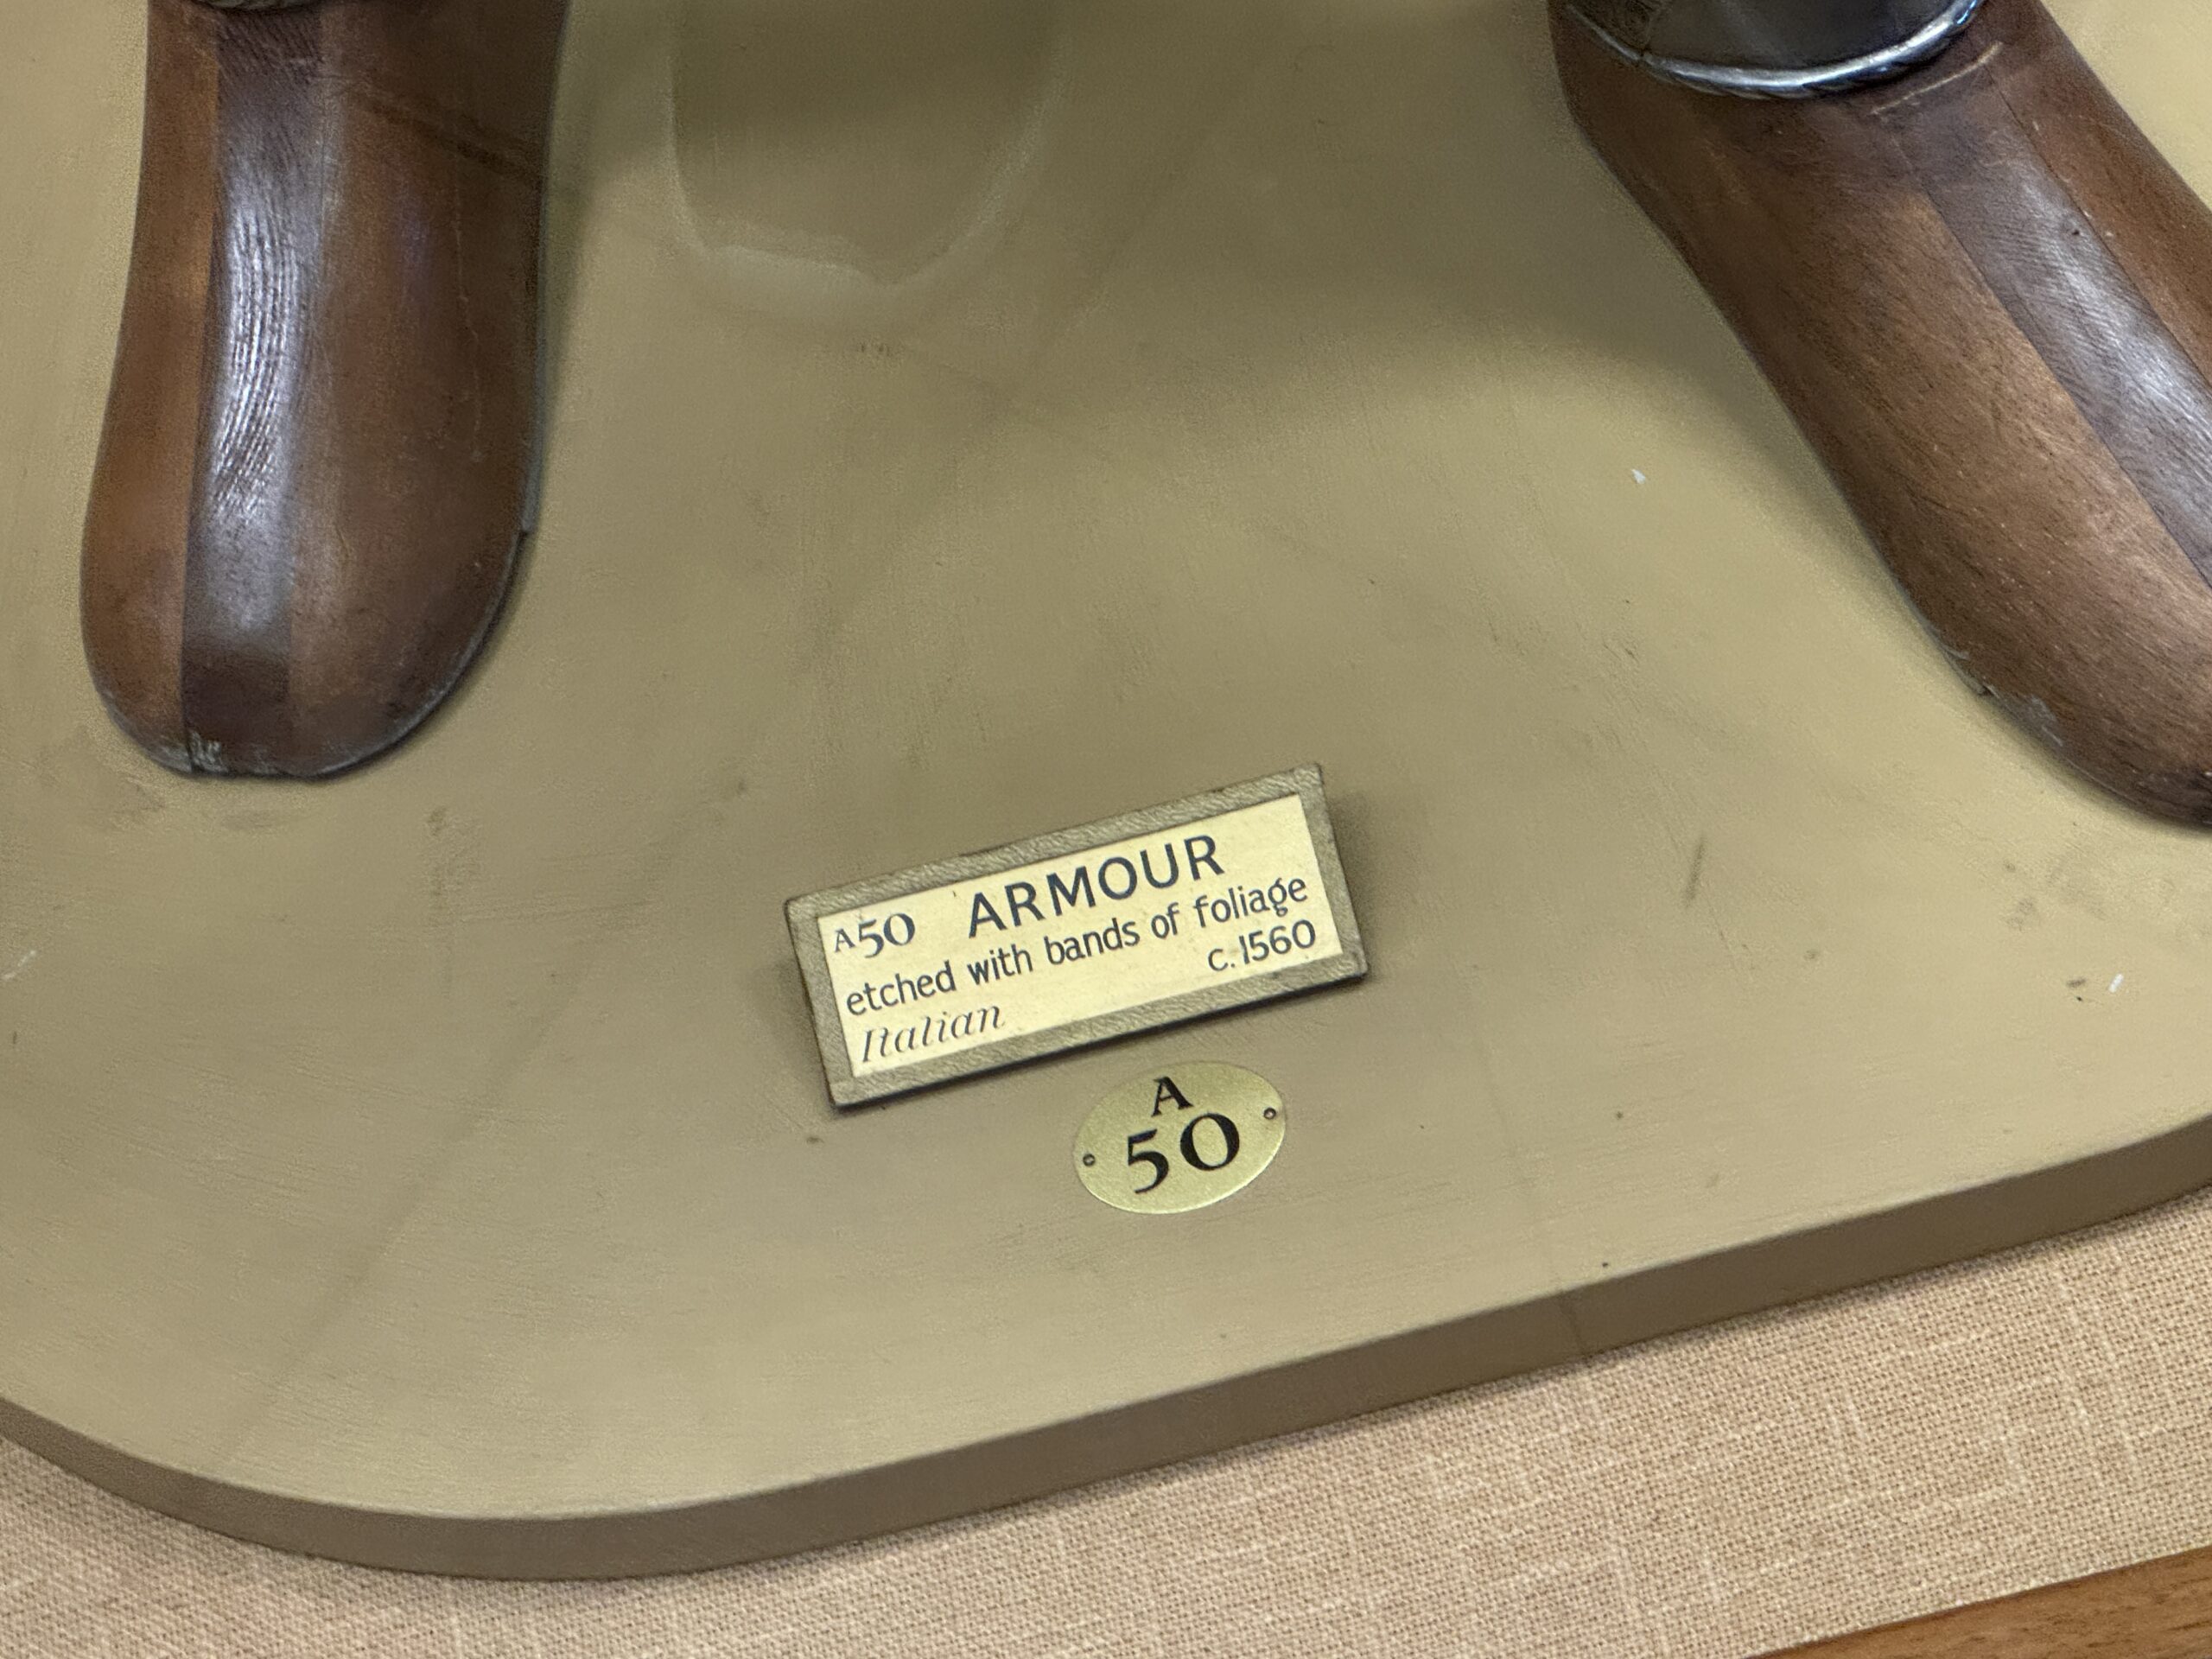 A50 ARMOUR
etched with bands of foliage
c.1560
Italian
A
50